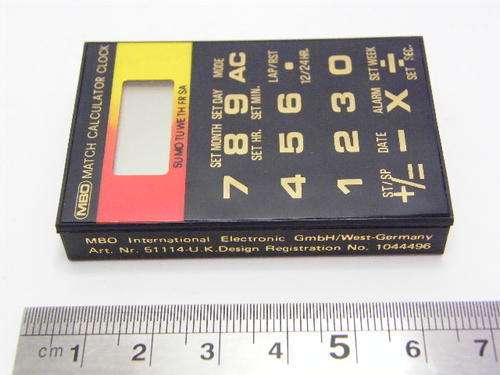 MBO MATCH CALCULATOR CLOCK
SU MO TU WE TH FR SA
SET MONTH SET DAY MODE
7 8 9 AC
SET HR. SET MIN. LAP/RST
4 5 6 .
12/24 HR.
1 2 3 0
ST/SP DATE ALARM SET WEEK
+/= − × ÷
SET SEC.
MBO International Electronic GmbH/West-Germany
Art. Nr. 51114-U.K. Design Registration No. 1044496
cm 1 2 3 4 5 6 7